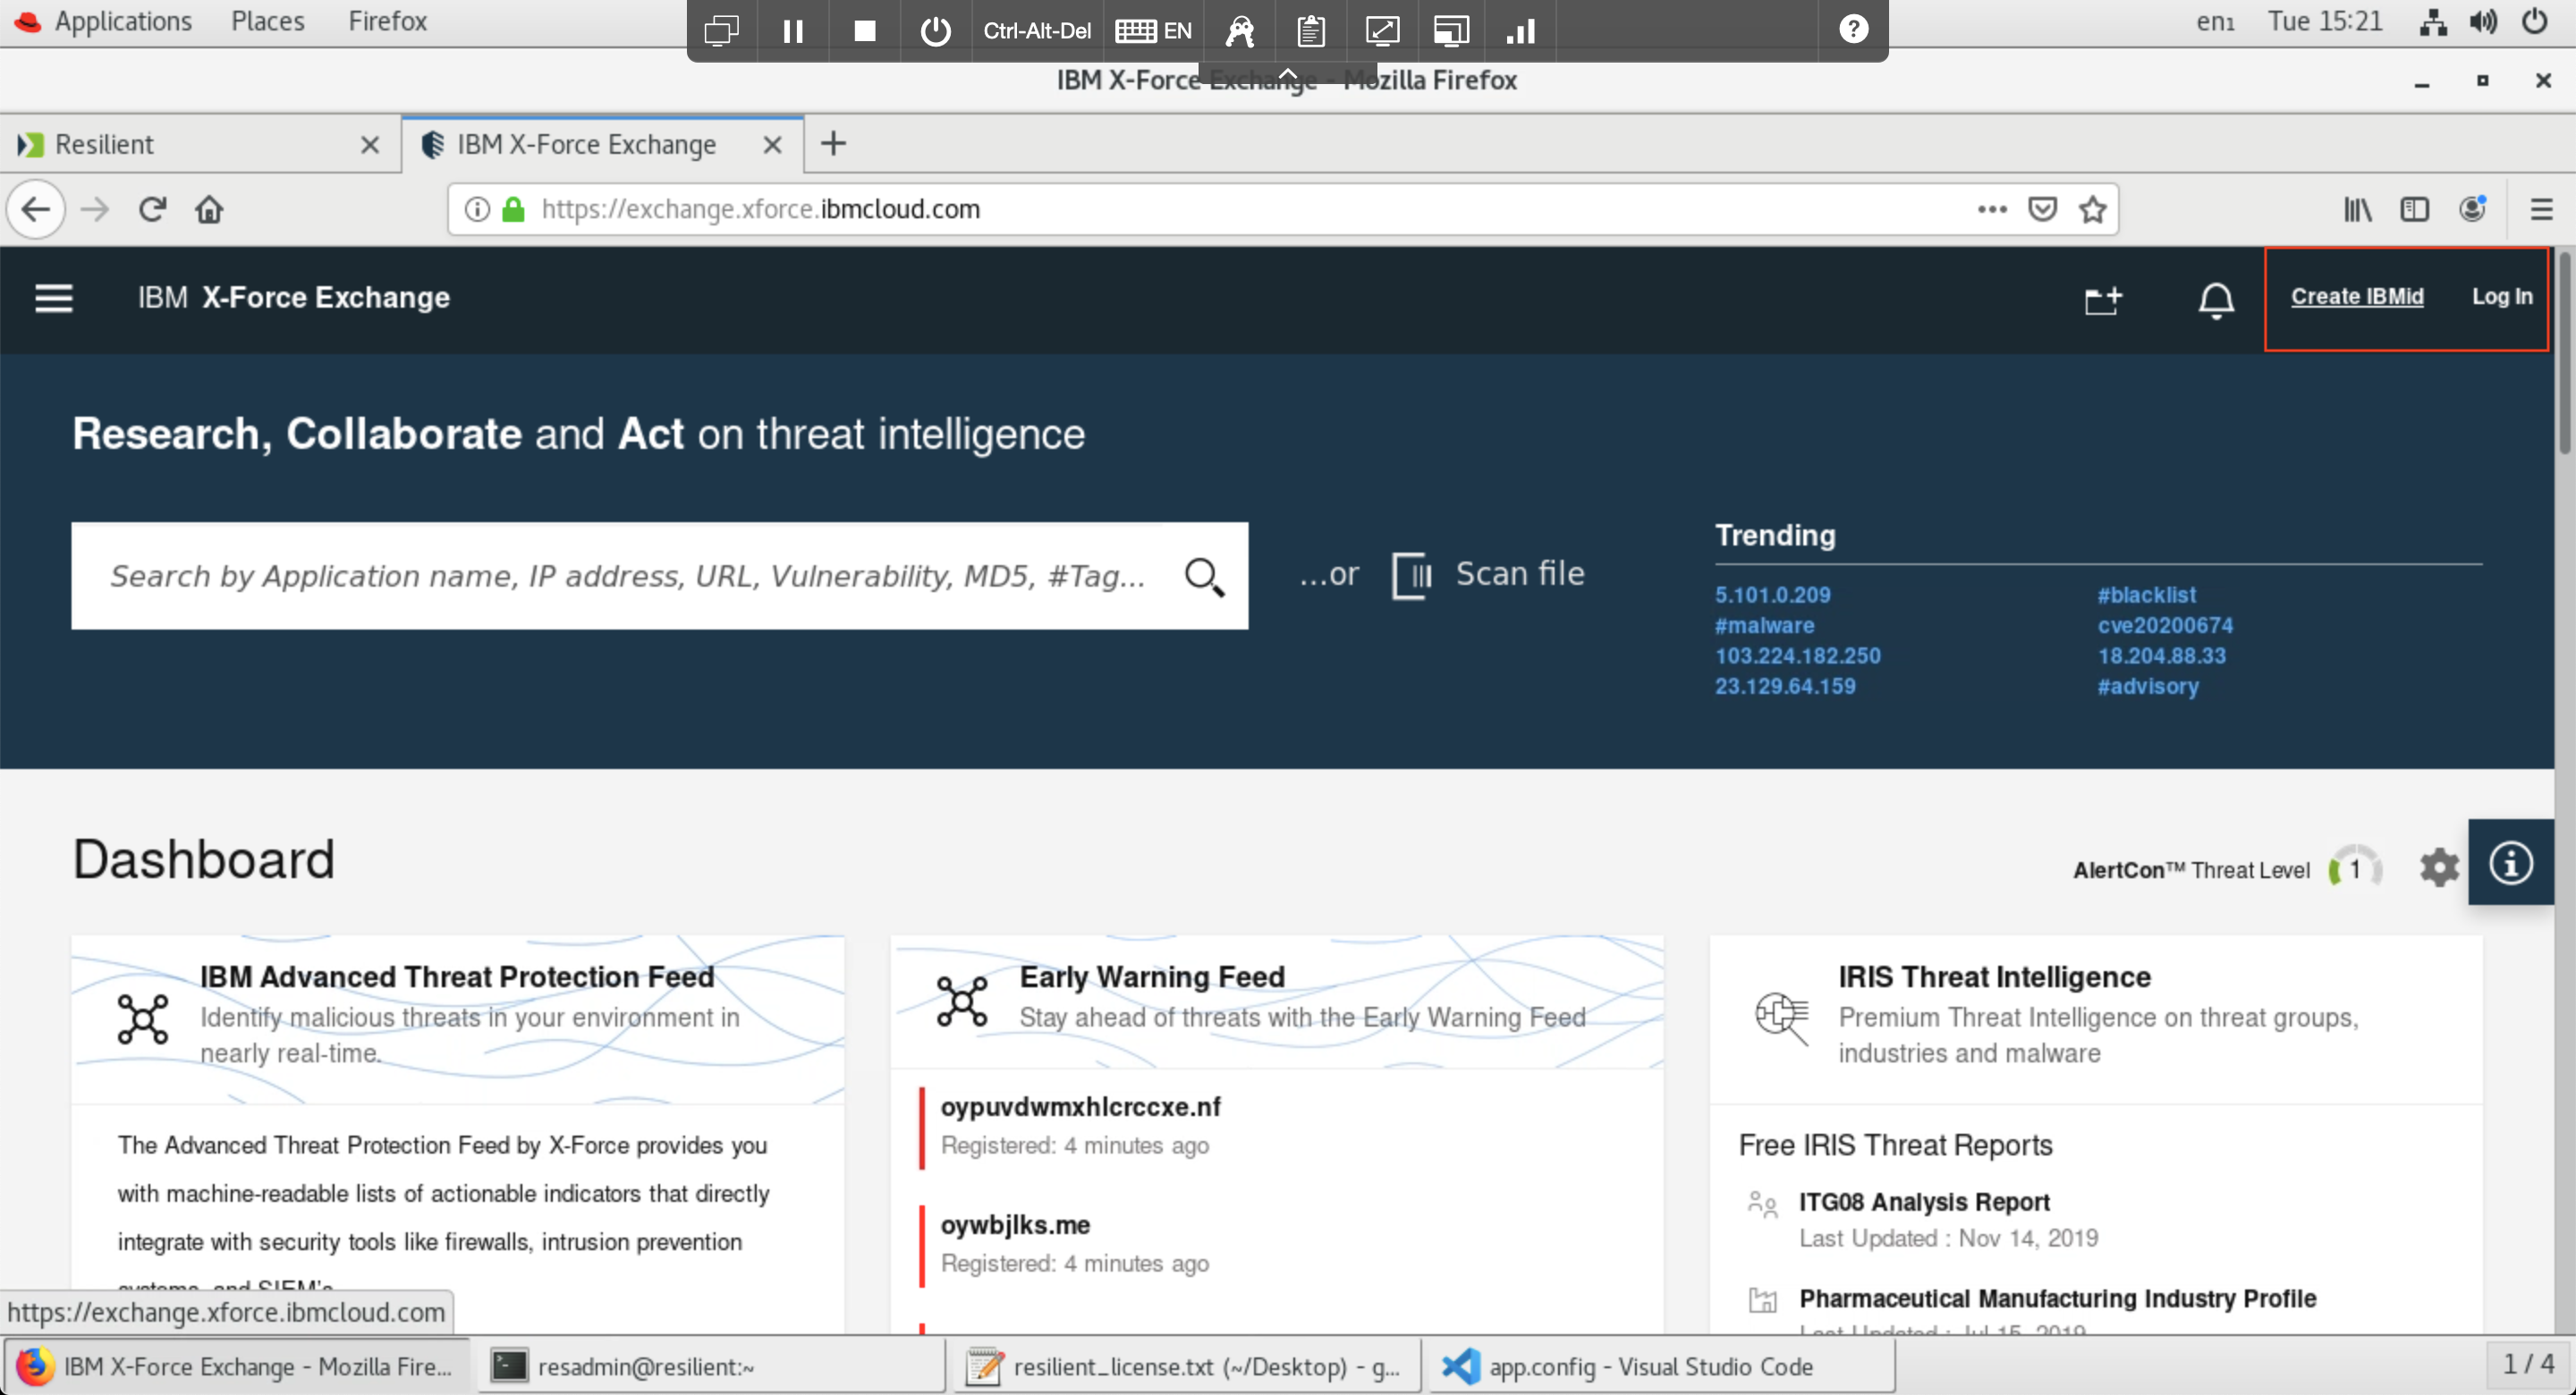 Applications Places Firefox
Ctrl-Alt-Del EN
en1 Tue 15:21
IBM X-Force Exchange - Mozilla Firefox
Resilient
IBM X-Force Exchange
https://exchange.xforce.ibmcloud.com
IBM X-Force Exchange
Create IBMid Log In
Research, Collaborate and Act on threat intelligence
Search by Application name, IP address, URL, Vulnerability, MD5, #Tag...
...or Scan file
Trending
5.101.0.209 #blacklist
#malware cve20200674
103.224.182.250 18.204.88.33
23.129.64.159 #advisory
Dashboard
AlertCon™ Threat Level 1
IBM Advanced Threat Protection Feed
Identify malicious threats in your environment in
nearly real-time.
The Advanced Threat Protection Feed by X-Force provides you
with machine-readable lists of actionable indicators that directly
integrate with security tools like firewalls, intrusion prevention
systems, and SIEM's
Early Warning Feed
Stay ahead of threats with the Early Warning Feed
oypuvdwmxhlcrccxe.nf
Registered: 4 minutes ago
oywbjlks.me
Registered: 4 minutes ago
IRIS Threat Intelligence
Premium Threat Intelligence on threat groups,
industries and malware
Free IRIS Threat Reports
ITG08 Analysis Report
Last Updated : Nov 14, 2019
Pharmaceutical Manufacturing Industry Profile
Last Updated : Jul 15, 2019
https://exchange.xforce.ibmcloud.com
IBM X-Force Exchange - Mozilla Fire...
resadmin@resilient:~
resilient_license.txt (~/Desktop) - g...
app.config - Visual Studio Code
1 / 4